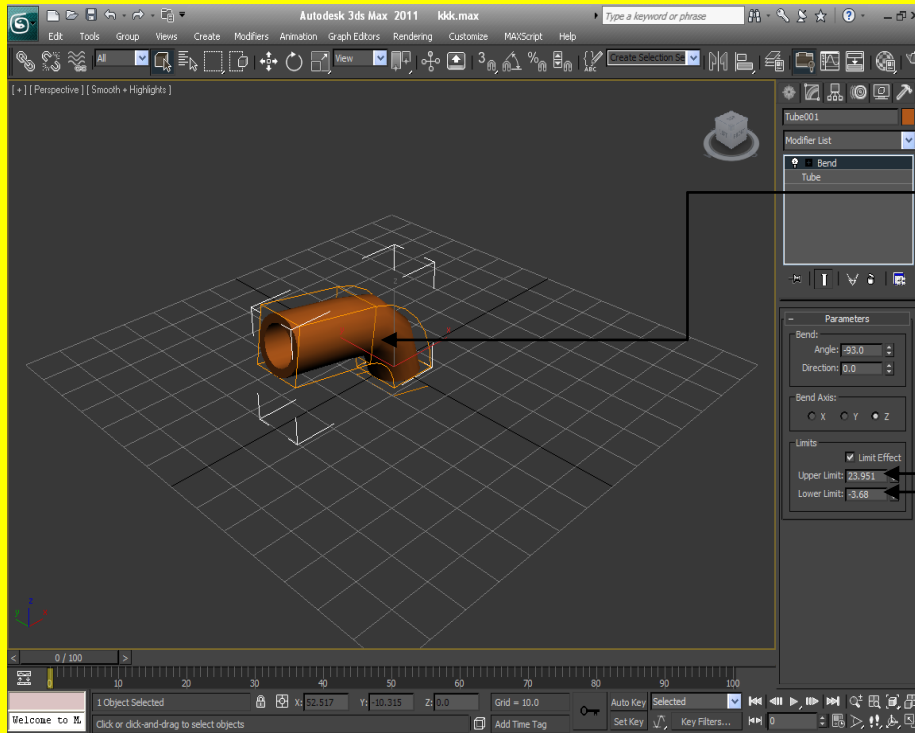 Autodesk 3ds Max 2011 kkk.max
Type a keyword or phrase
Edit Tools Group Views Create Modifiers Animation Graph Editors Rendering Customize MAXScript Help
All View 3 Create Selection Se
[ + ] [ Perspective ] [ Smooth + Highlights ]
Tube001
Modifier List
Bend
Tube
Parameters
Bend:
Angle: -93.0
Direction: 0.0
Bend Axis:
X Y Z
Limits
Limit Effect
Upper Limit: 23.951
Lower Limit: -3.68
z
y x
< 0 / 100 >
0 10 20 30 40 50 60 70 80 90 100
1 Object Selected X: 52.517 Y: -10.315 Z: 0.0 Grid = 10.0 Auto Key Selected
Welcome to M. Click or click-and-drag to select objects Add Time Tag Set Key Key Filters... 0